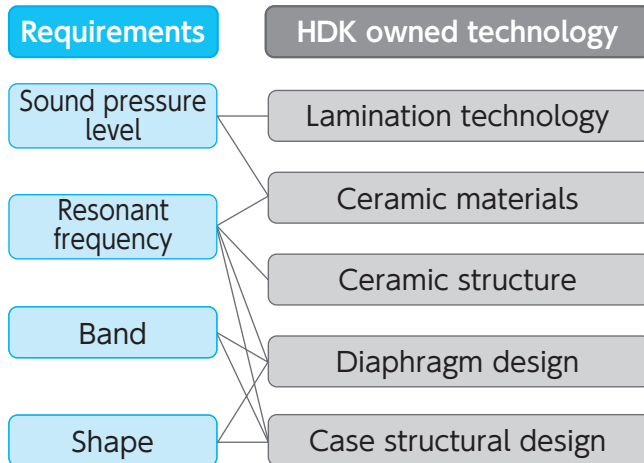 Requirements
HDK owned technology
Sound pressure
level
Lamination technology
Resonant
frequency
Ceramic materials
Ceramic structure
Band
Diaphragm design
Shape
Case structural design